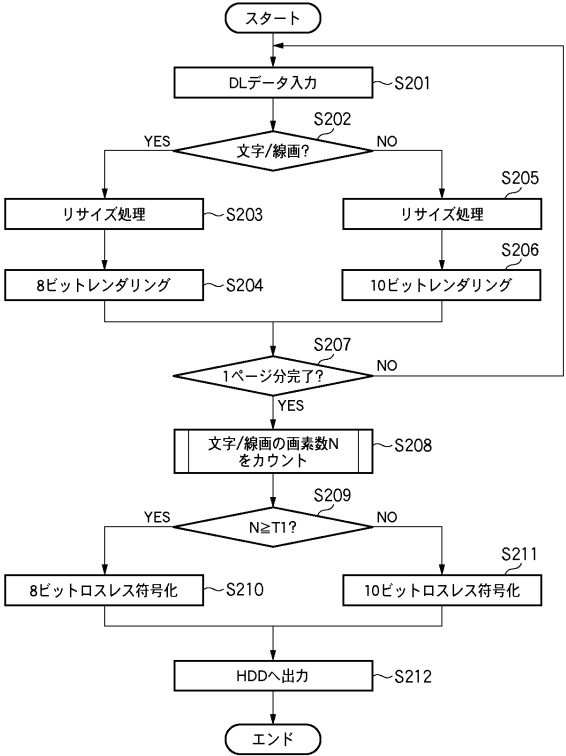 スタート
DLデータ入力
S201
S202
文字/線画?
YES
NO
リサイズ処理
S203
リサイズ処理
S205
8ビットレンダリング
S204
10ビットレンダリング
S206
S207
1ページ分完了?
NO
YES
文字/線画の画素数N
をカウント
S208
S209
N≧T1?
YES
NO
8ビットロスレス符号化
S210
10ビットロスレス符号化
S211
HDDへ出力
S212
エンド